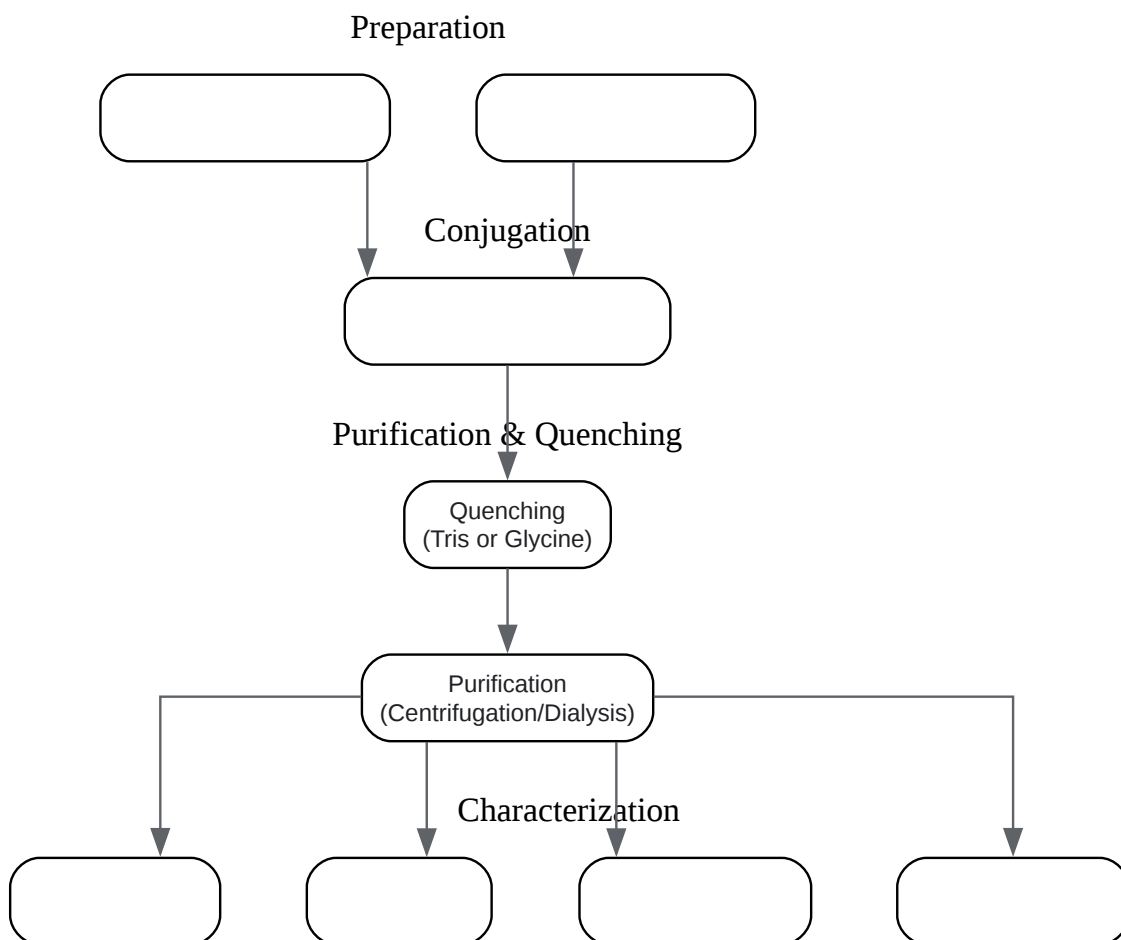 Preparation
Conjugation
Purification & Quenching
Quenching
(Tris or Glycine)
Purification
(Centrifugation/Dialysis)
Characterization